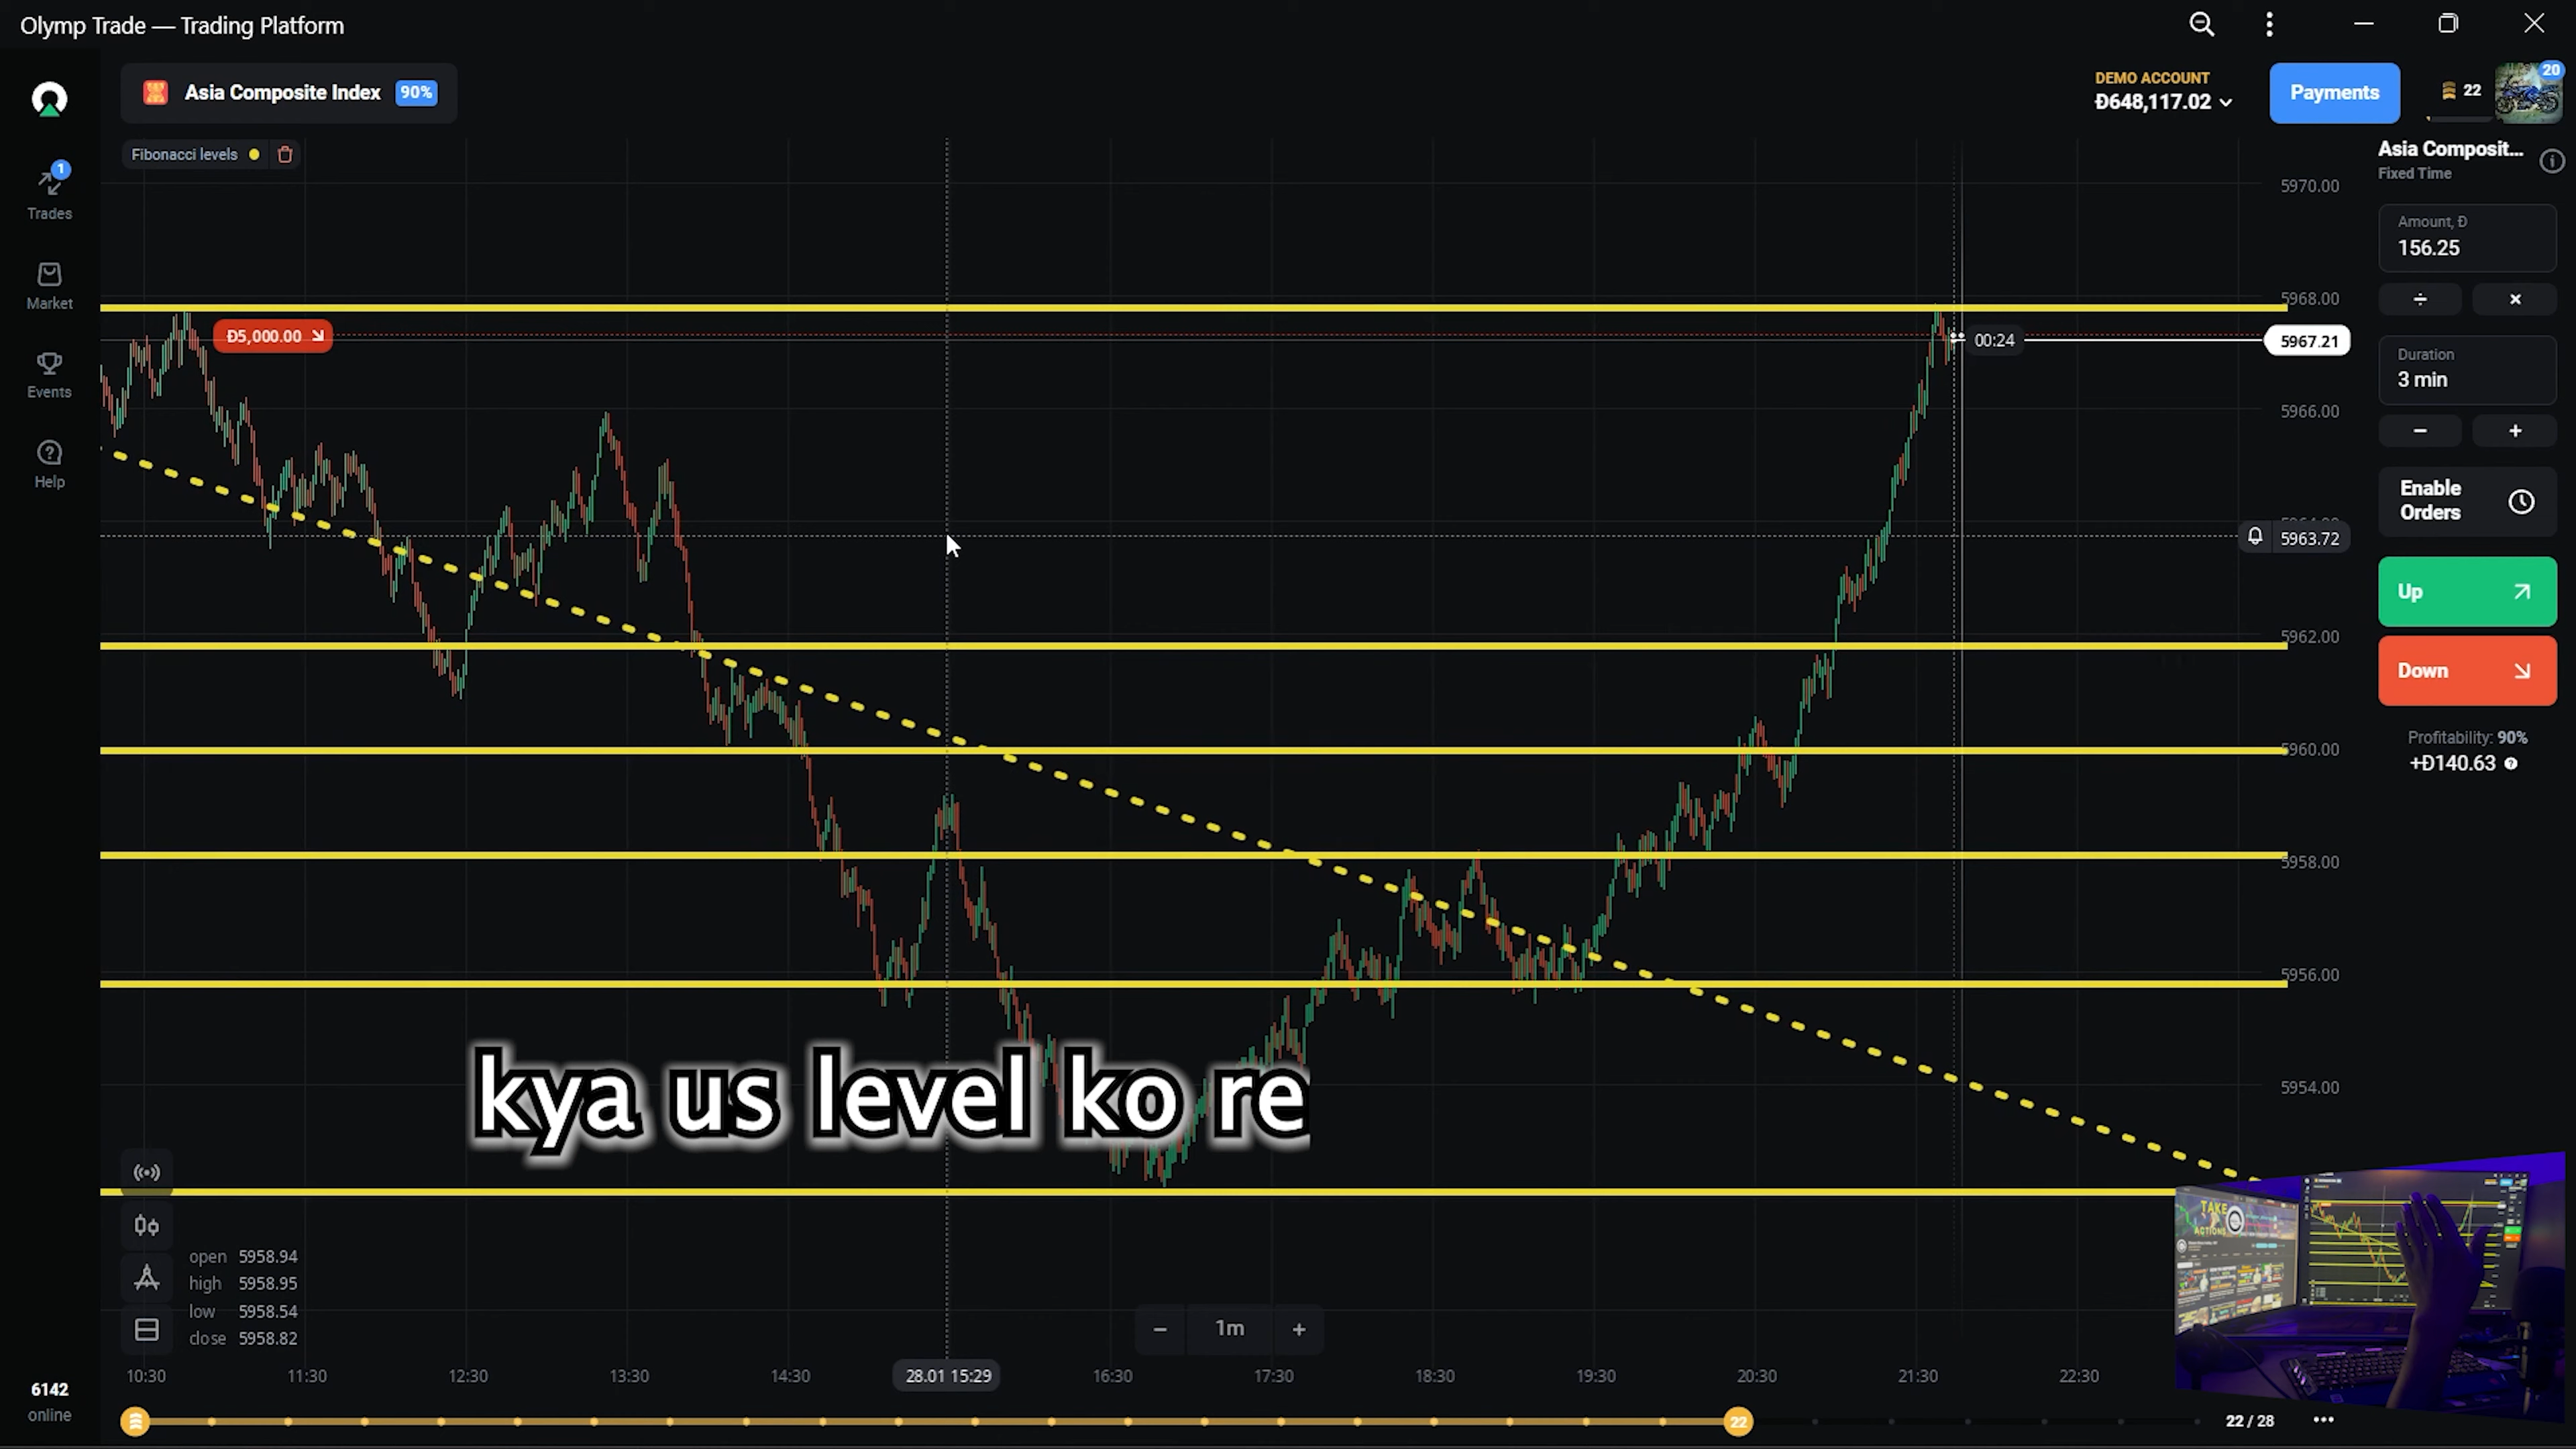 Olymp Trade — Trading Platform
Asia Composite Index 90%
DEMO ACCOUNT
Đ648,117.02
Payments
22
20
Fibonacci levels
1
Trades
Market
Events
Help
Đ5,000.00
00:24
5970.00
5968.00
5967.21
5966.00
5963.72
5962.00
5960.00
5958.00
5956.00
5954.00
Asia Composit...
Fixed Time
Amount, Đ
156.25
÷ ×
Duration
3 min
− +
Enable
Orders
Up
Down
Profitability: 90%
+Đ140.63
kya us level ko re
TAKE
ACTIONS
open 5958.94
high 5958.95
low 5958.54
close 5958.82
− 1m +
10:30 11:30 12:30 13:30 14:30 28.01 15:29 16:30 17:30 18:30 19:30 20:30 21:30 22:30
6142
online
22
22 / 28